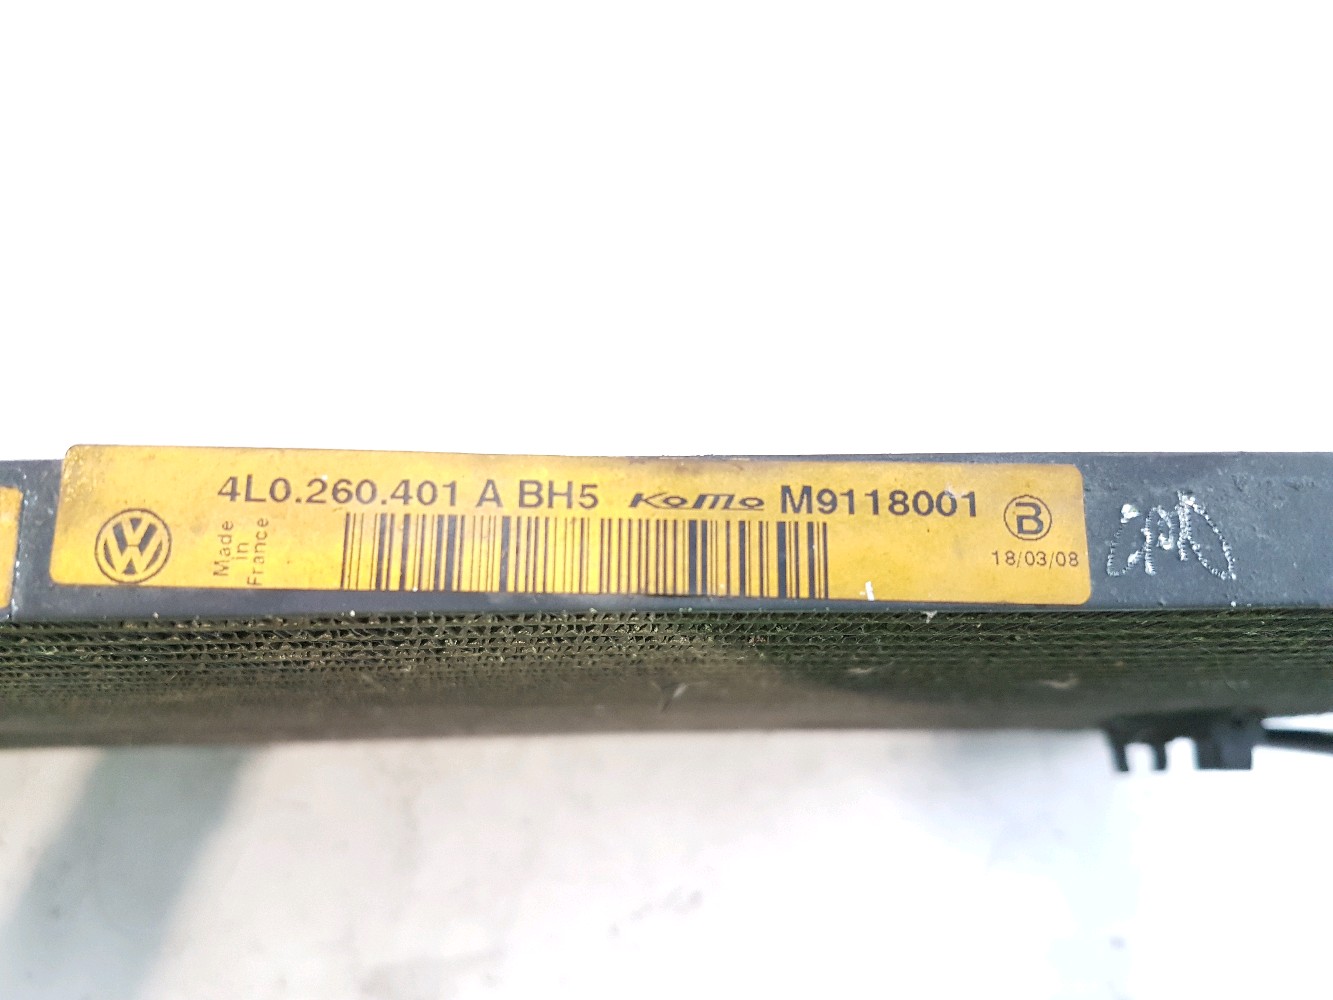 4L0.260.401 A BH5 KoMo M9118001
Made
in
France
B
18/03/08